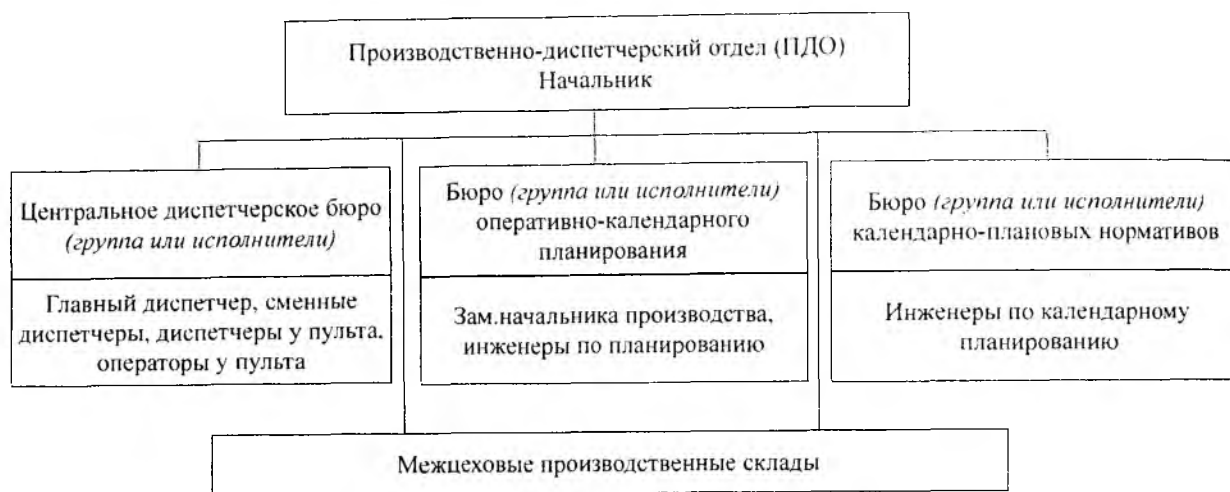 Производственно-диспетчерский отдел (ПДО)
Начальник
Центральное диспетчерское бюро
(группа или исполнители)
Главный диспетчер, сменные
диспетчеры, диспетчеры у пульта.
операторы у пульта
Бюро (группа или исполнители)
оперативно-календарного
планирования
Зам.начальника производства,
инженеры по планированию
Бюро (группа или исполнители)
календарно-плановых нормативов
Инженеры по календарному
планированию
Межцеховые производственные склады